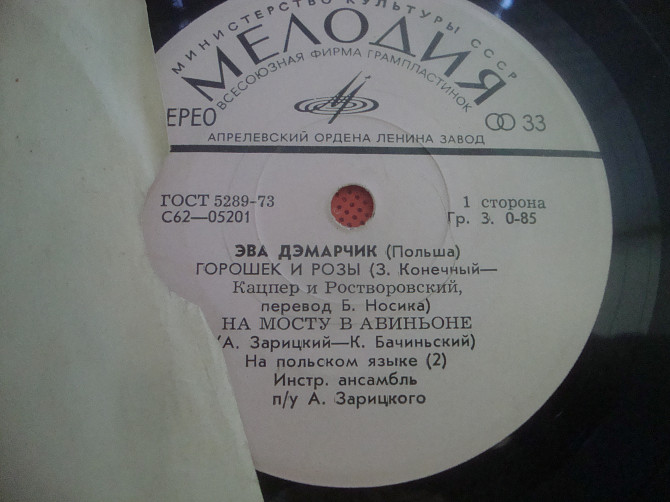 МИНИСТЕРСТВО КУЛЬТУРЫ СССР
МЕЛОДИЯ
ВСЕСОЮЗНАЯ ФИРМА ГРАМПЛАСТИНОК
ЕРЕО
33
АПРЕЛЕВСКИЙ ОРДЕНА ЛЕНИНА ЗАВОД
ГОСТ 5289-73
1 сторона
С62—05201
Гр. 3. 0-85
ЭВА ДЭМАРЧИК (Польша)
ГОРОШЕК И РОЗЫ (З. Конечный—
Кацпер и Ростворовский,
перевод Б. Носика)
НА МОСТУ В АВИНЬОНЕ
(А. Зарицкий—К. Бачиньский)
На польском языке (2)
Инстр. ансамбль
п/у А. Зарицкого